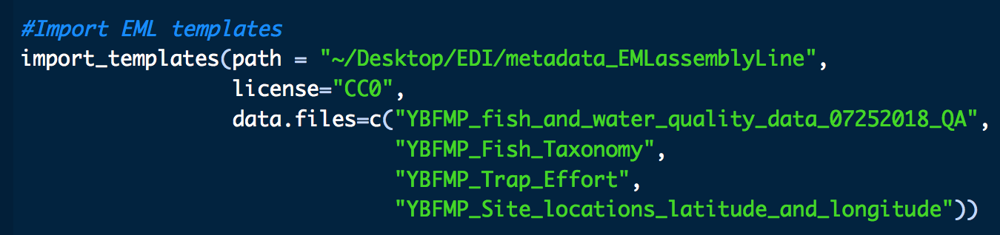 #Import EML templates
import_templates(path = "~/Desktop/EDI/metadata_EMLassemblyLine",
license="CC0",
data.files=c("YBFMP_fish_and_water_quality_data_07252018_QA",
"YBFMP_Fish_Taxonomy",
"YBFMP_Trap_Effort",
"YBFMP_Site_locations_latitude_and_longitude"))